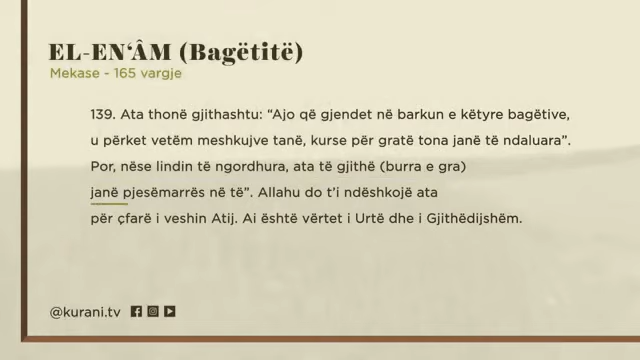 EL-EN‘ÂM (Bagëtitë)
Mekase - 165 vargje
139. Ata thonë gjithashtu: “Ajo që gjendet në barkun e këtyre bagëtive,
u përket vetëm meshkujve tanë, kurse për gratë tona janë të ndaluara”.
Por, nëse lindin të ngordhura, ata të gjithë (burra e gra)
janë pjesëmarrës në të”. Allahu do t’i ndëshkojë ata
për çfarë i veshin Atij. Ai është vërtet i Urtë dhe i Gjithëdijshëm.
@kurani.tv